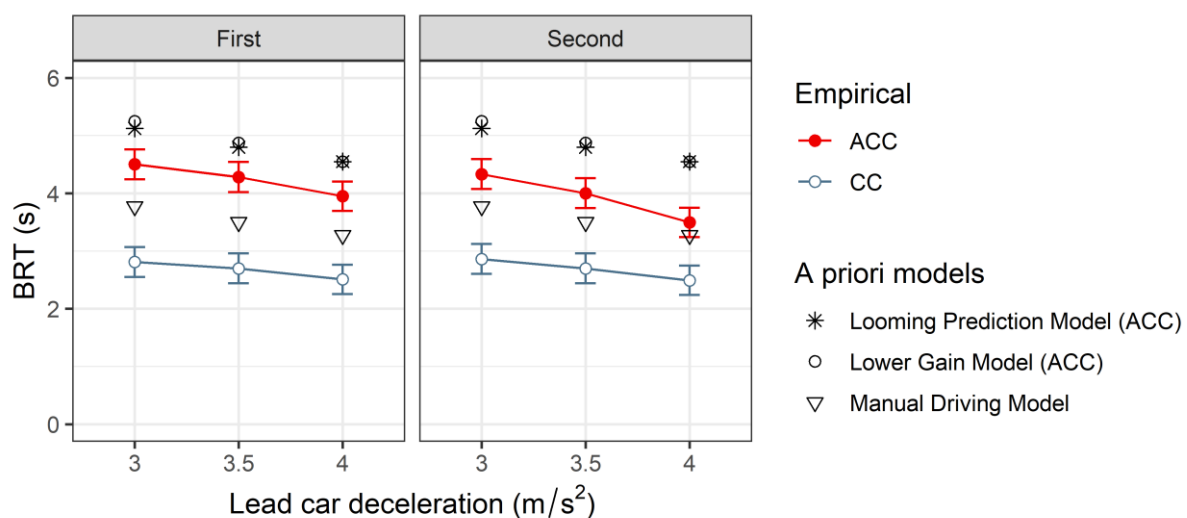 First
Second
6
4
2
0
BRT (s)
3
3.5
4
3
3.5
4
Lead car deceleration (m/s²)
Empirical
ACC
CC
A priori models
Looming Prediction Model (ACC)
Lower Gain Model (ACC)
Manual Driving Model